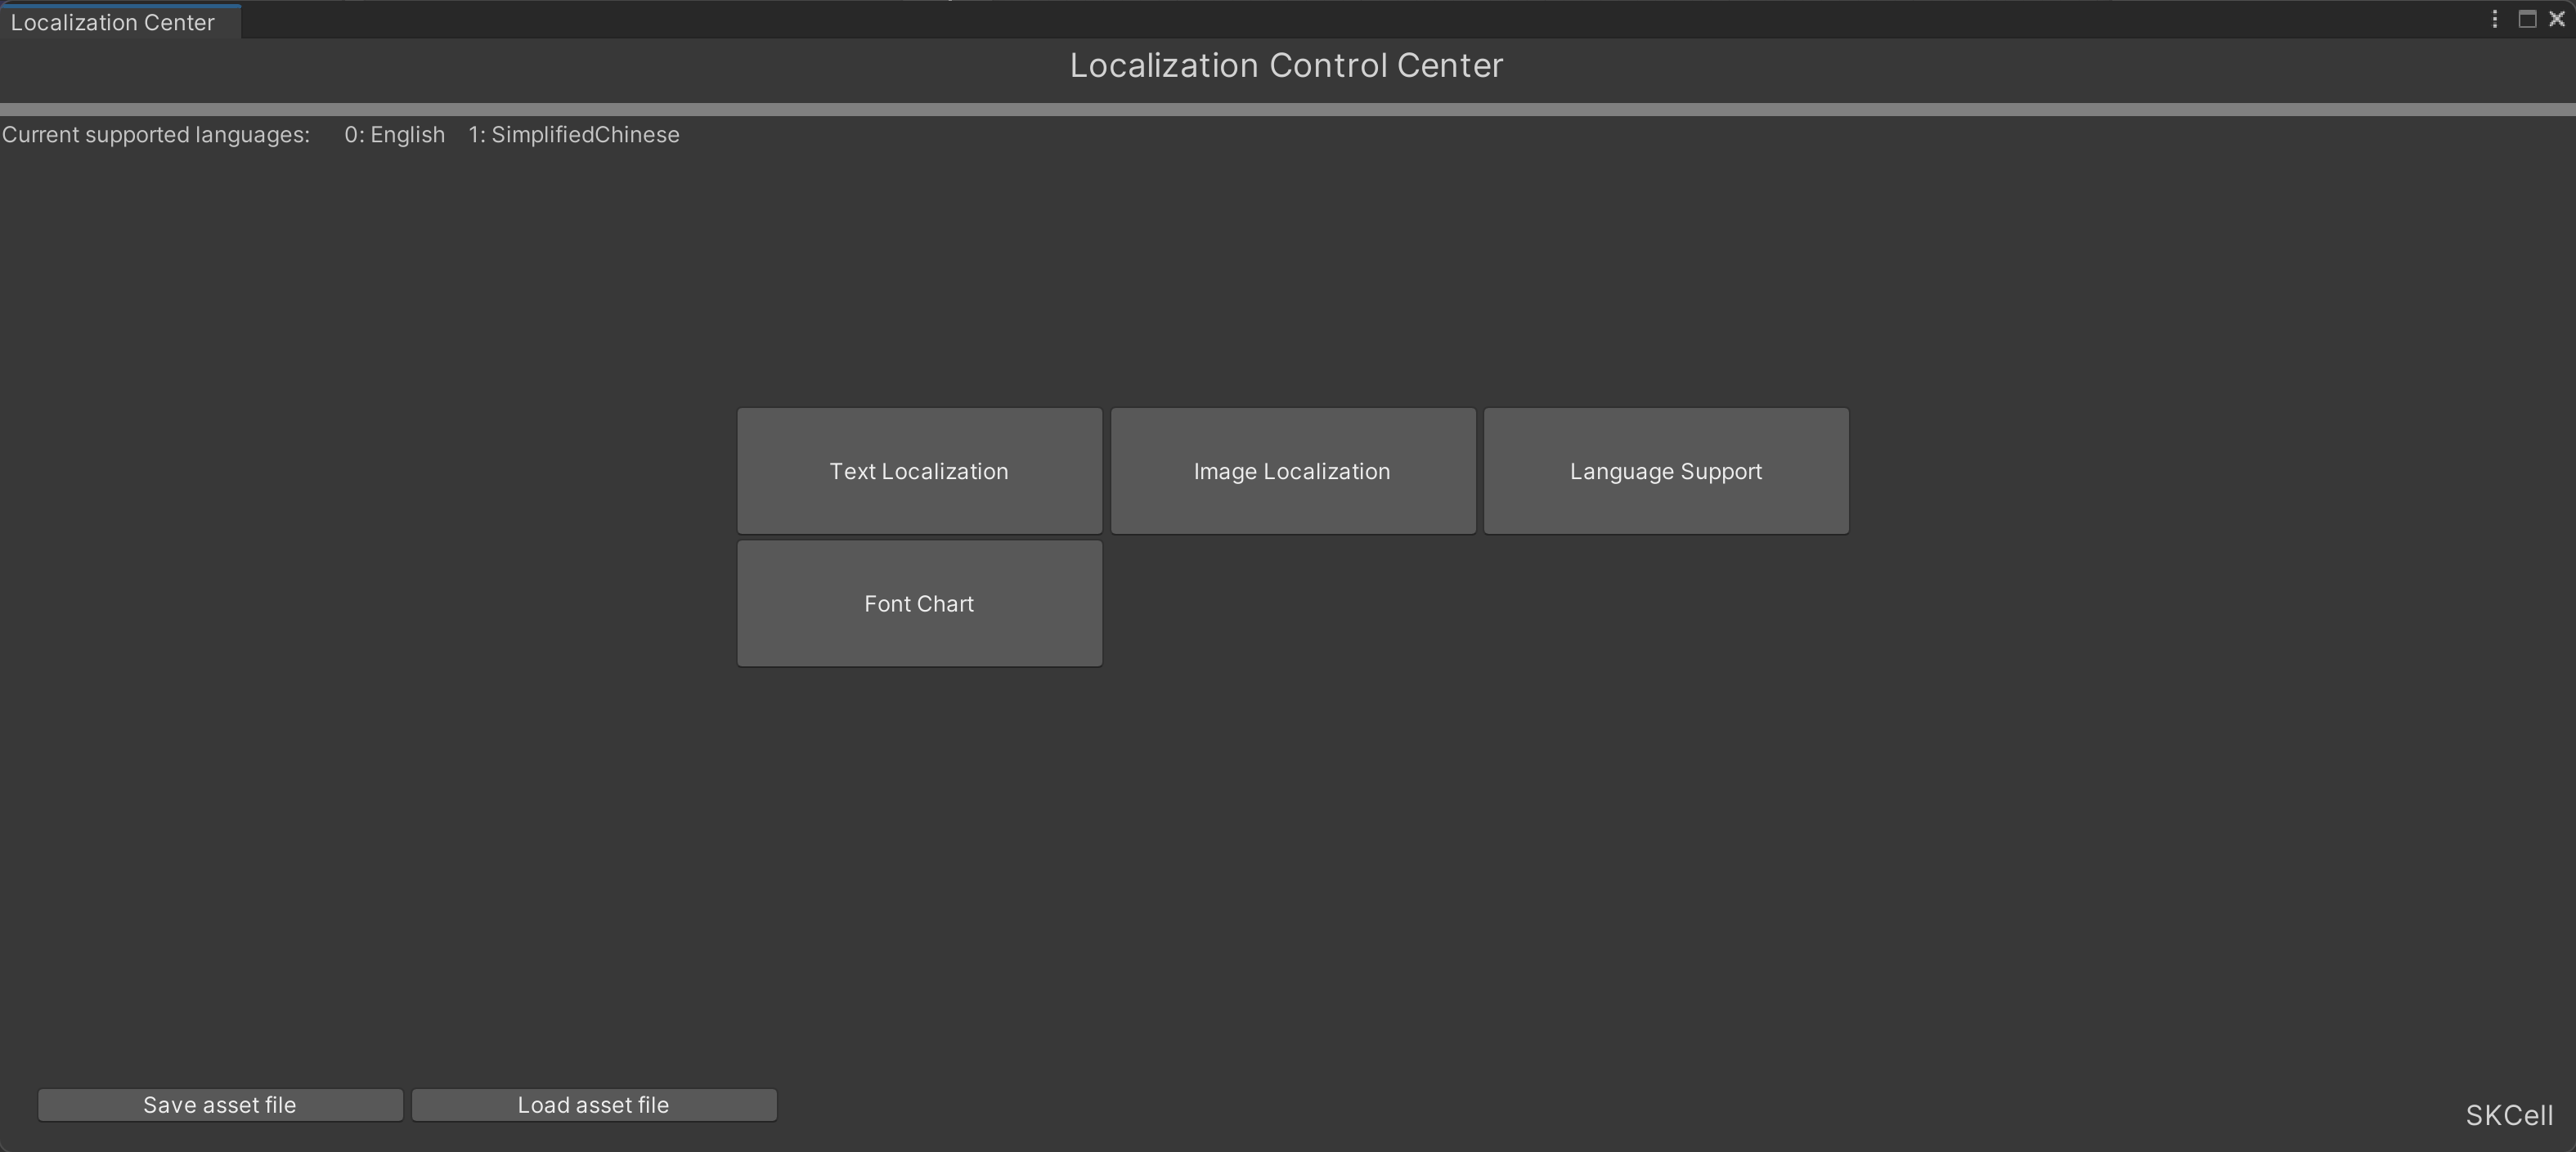 Localization Center
Localization Control Center
Current supported languages: 0: English 1: SimplifiedChinese
Text Localization
Image Localization
Language Support
Font Chart
Save asset file
Load asset file
SKCell